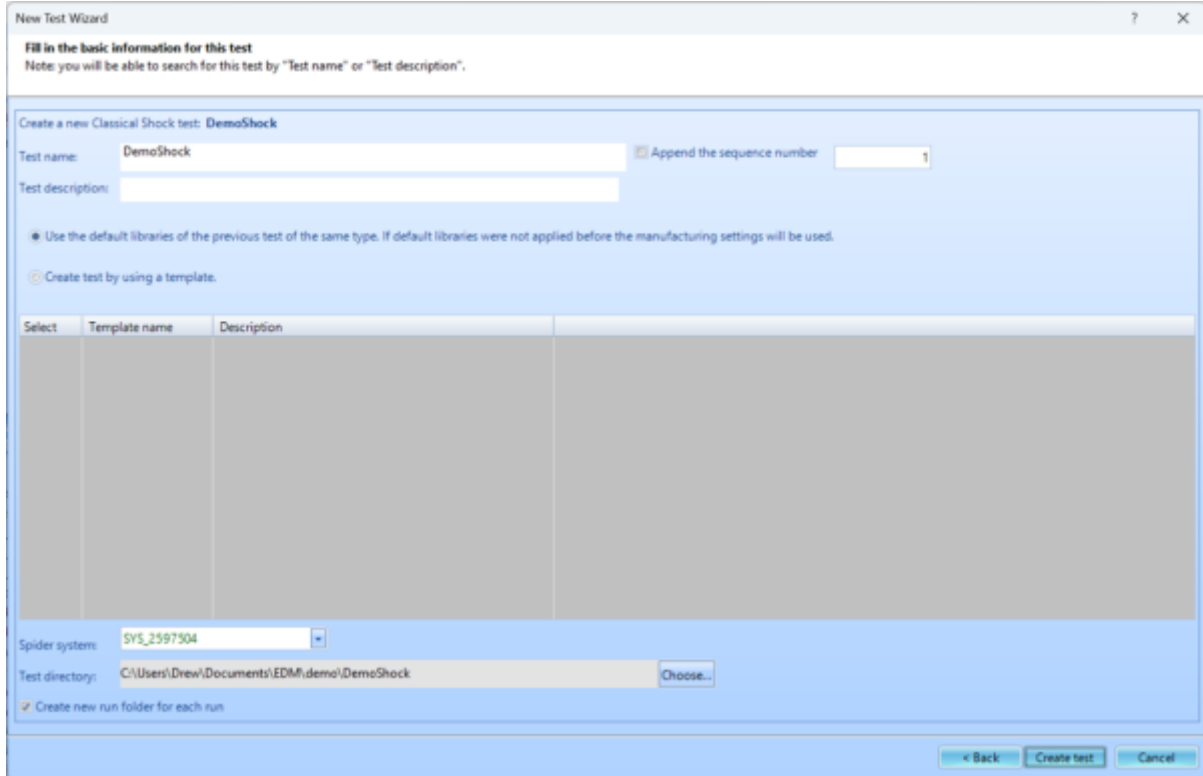 New Test Wizard ? ✕
Fill in the basic information for this test
Note: you will be able to search for this test by "Test name" or "Test description".
Create a new Classical Shock test: DemoShock
Test name: DemoShock Append the sequence number 1
Test description:
Use the default libraries of the previous test of the same type. If default libraries were not applied before the manufacturing settings will be used.
Create test by using a template.
Select Template name Description
Spider system: SYS_2597504
Test directory: C:\Users\Drew\Documents\EDM\demo\DemoShock Choose...
Create new run folder for each run
< Back Create test Cancel